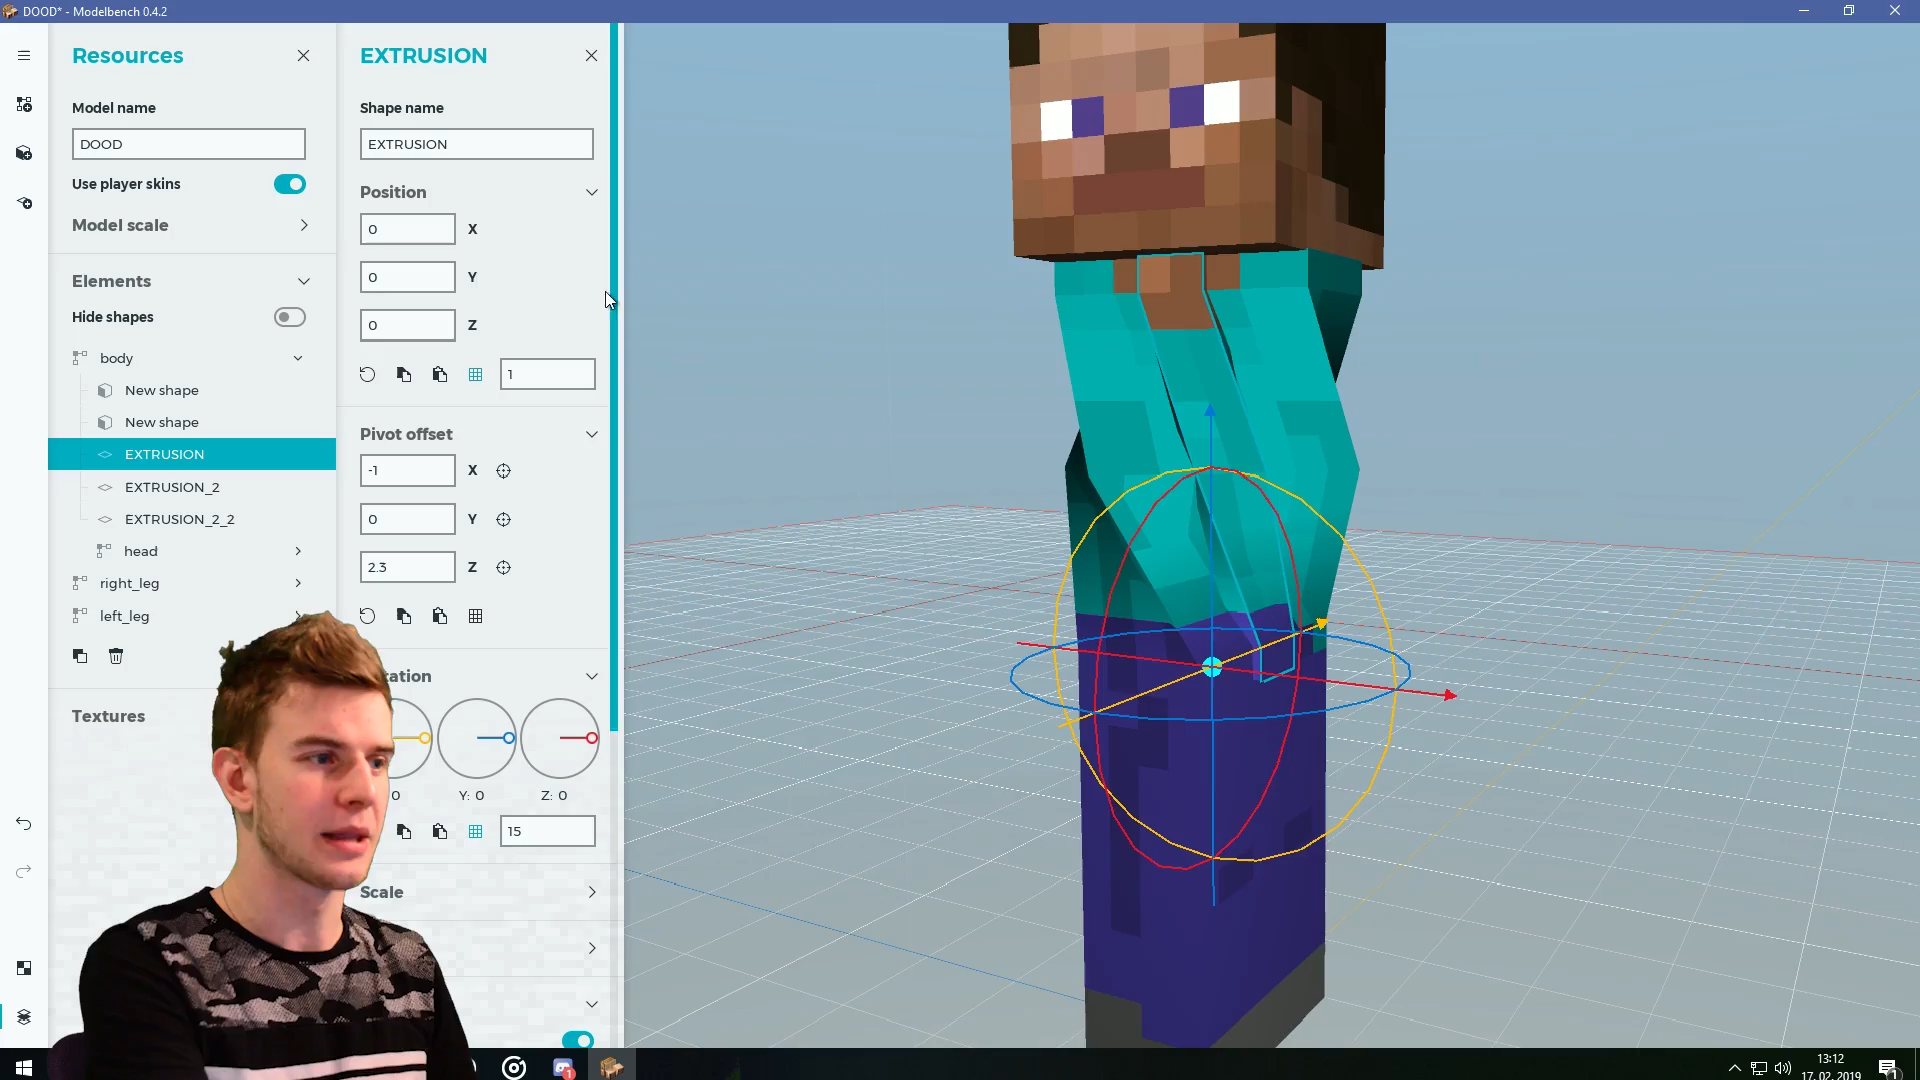 DOOD* - Modelbench 0.4.2
Resources
Model name
DOOD
Use player skins
Model scale
Elements
Hide shapes
body
New shape
New shape
EXTRUSION
EXTRUSION_2
EXTRUSION_2_2
head
right_leg
left_leg
Textures
EXTRUSION
Shape name
EXTRUSION
Position
0 X
0 Y
0 Z
1
Pivot offset
-1 X
0 Y
2.3 Z
0 Y: 0 Z: 0
15
Scale
1
13:12
17.02.2019
1